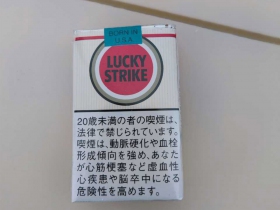 BORN IN
U.S.A.
LUCKY
STRIKE
20歳未満の者の喫煙は、
法律で禁じられています。
喫煙は、動脈硬化や血栓
形成傾向を強め、あなた
が心筋梗塞など虚血性
心疾患や脳卒中になる
危険性を高めます。